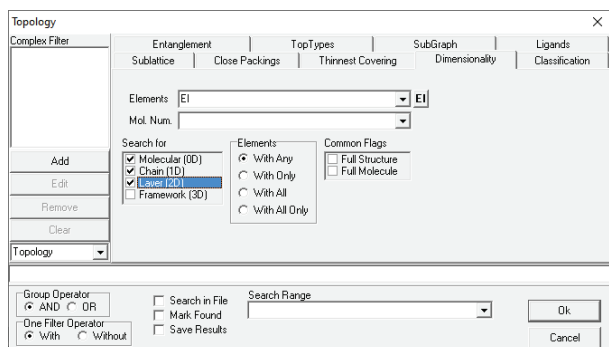 Topology
Complex Filter
Entanglement
TopTypes
SubGraph
Ligands
Sublattice
Close Packings
Thinnest Covering
Dimensionality
Classification
Elements
El
El
Mol. Num.
Search for
Molecular (0D)
Chain (1D)
Layer (2D)
Framework (3D)
Elements
With Any
With Only
With All
With All Only
Common Flags
Full Structure
Full Molecule
Add
Edit
Remove
Clear
Topology
Group Operator
AND
OR
One Filter Operator
With
Without
Search in File
Mark Found
Save Results
Search Range
Ok
Cancel